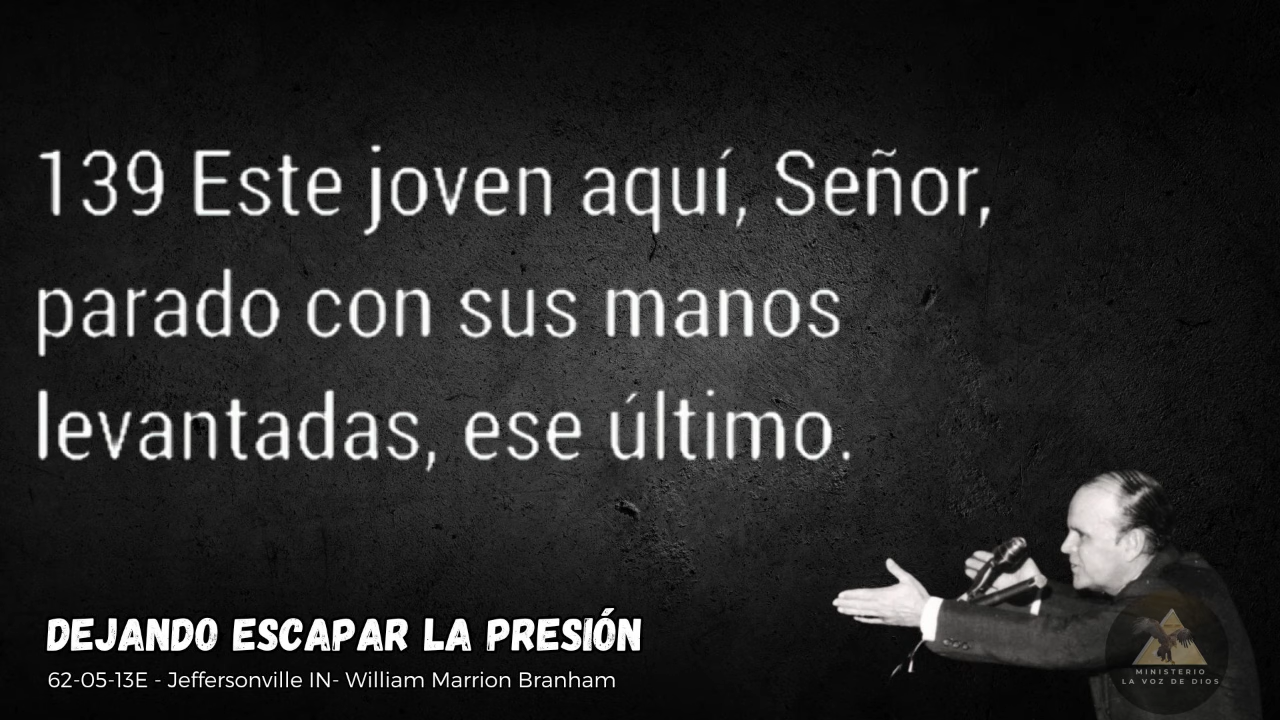 139 Este joven aquí, Señor,
parado con sus manos
levantadas, ese último.
DEJANDO ESCAPAR LA PRESIÓN
62-05-13E - Jeffersonville IN- William Marrion Branham
MINISTERIO
LA VOZ DE DIOS